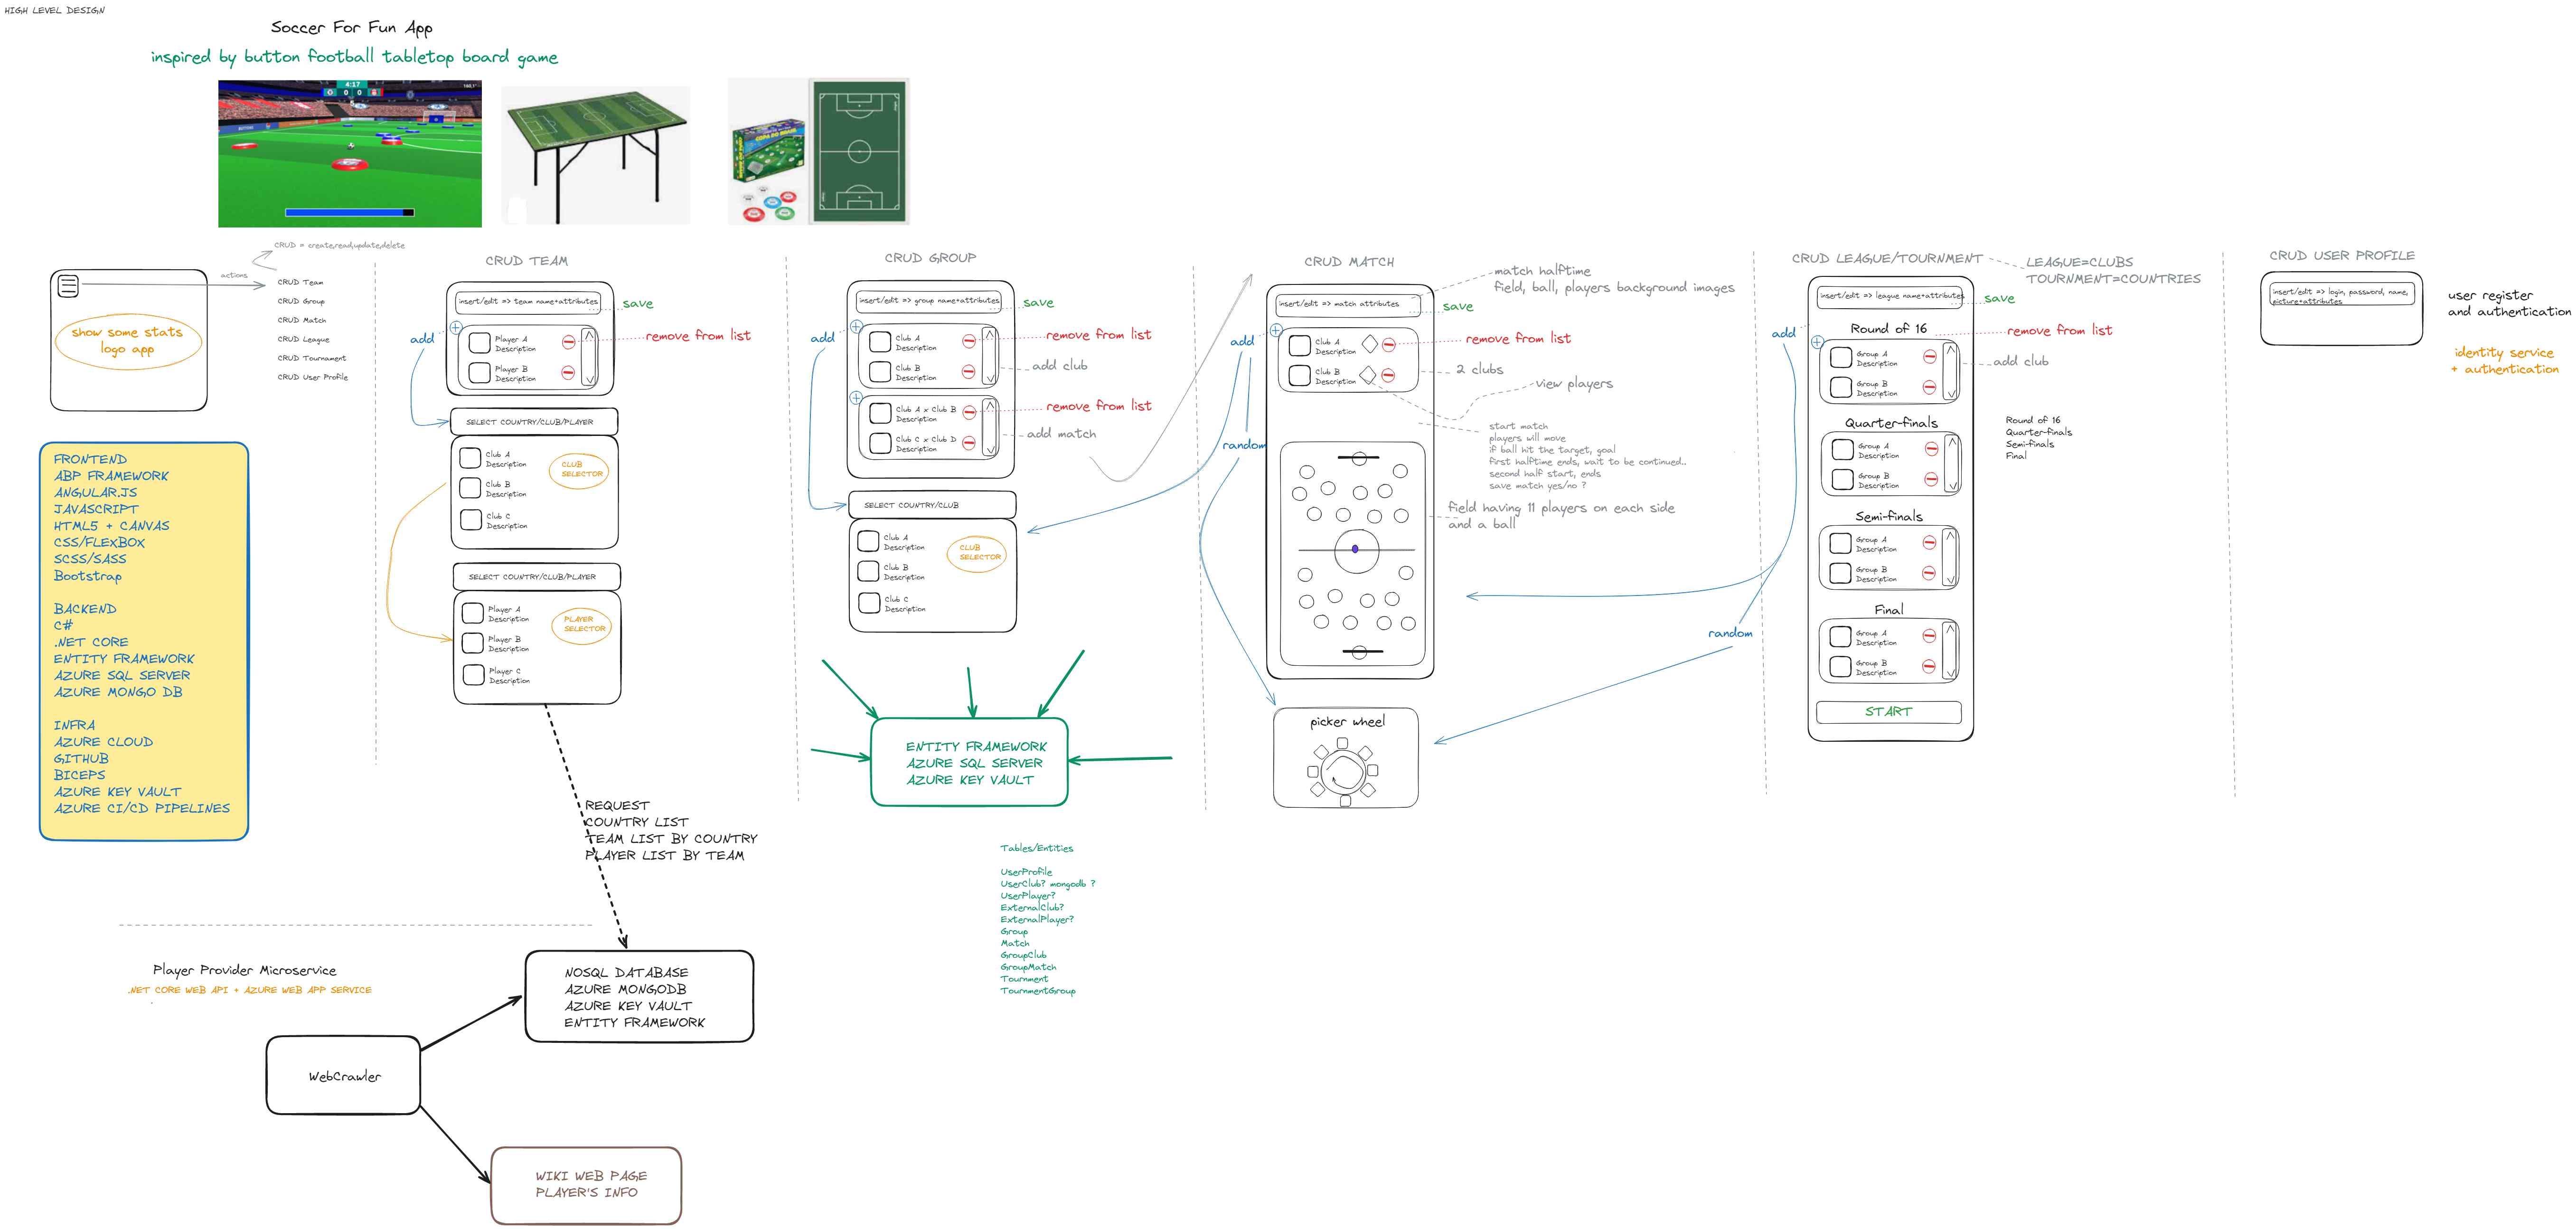 HIGH LEVEL DESIGN
Soccer For Fun App
inspired by button football tabletop board game
4:17
0 0
CRUD = create,read,update,delete
actions
CRUD Team
CRUD Group
CRUD Match
CRUD League
CRUD Tournament
CRUD User Profile
show some stats
logo app
FRONTEND
ABP FRAMEWORK
ANGULAR.JS
JAVASCRIPT
HTML5 + CANVAS
CSS/FLEXBOX
SCSS/SASS
Bootstrap
BACKEND
C#
.NET CORE
ENTITY FRAMEWORK
AZURE SQL SERVER
AZURE MONGO DB
INFRA
AZURE CLOUD
GITHUB
BICEPS
AZURE KEY VAULT
AZURE CI/CD PIPELINES
CRUD TEAM
insert/edit => team name+attributes
save
add
Player A
Description
remove from list
Player B
Description
SELECT COUNTRY/CLUB/PLAYER
Club A
Description
CLUB
SELECTOR
Club B
Description
Club C
Description
SELECT COUNTRY/CLUB/PLAYER
Player A
Description
PLAYER
SELECTOR
Player B
Description
Player C
Description
REQUEST
COUNTRY LIST
TEAM LIST BY COUNTRY
PLAYER LIST BY TEAM
CRUD GROUP
insert/edit => group name+attributes
save
add
Club A
Description
remove from list
Club B
Description
add club
Club A x Club B
Description
remove from list
Club C x Club D
Description
add match
SELECT COUNTRY/CLUB
Club A
Description
CLUB
SELECTOR
Club B
Description
Club C
Description
ENTITY FRAMEWORK
AZURE SQL SERVER
AZURE KEY VAULT
Tables/Entities
UserProfile
UserClub? mongodb ?
UserPlayer?
ExternalClub?
ExternalPlayer?
Group
Match
GroupClub
GroupMatch
Tournment
TournmentGroup
CRUD MATCH
match halftime
field, ball, players background images
insert/edit => match attributes
save
add
Club A
Description
remove from list
Club B
Description
2 clubs
view players
random
start match
players will move
if ball hit the target, goal
first halftime ends, wait to be continued..
second half start, ends
save match yes/no ?
field having 11 players on each side
and a ball
picker wheel
CRUD LEAGUE/TOURNMENT
LEAGUE=CLUBS
TOURNMENT=COUNTRIES
insert/edit => league name+attributes
save
add
Round of 16
remove from list
Group A
Description
add club
Group B
Description
Quarter-finals
Group A
Description
Group B
Description
Semi-finals
Group A
Description
Group B
Description
Final
Group A
Description
Group B
Description
START
random
Round of 16
Quarter-finals
Semi-finals
Final
CRUD USER PROFILE
insert/edit => login, password, name,
picture+attributes
user register
and authentication
identity service
+ authentication
Player Provider Microservice
.NET CORE WEB API + AZURE WEB APP SERVICE
NOSQL DATABASE
AZURE MONGODB
AZURE KEY VAULT
ENTITY FRAMEWORK
WebCrawler
WIKI WEB PAGE
PLAYER'S INFO